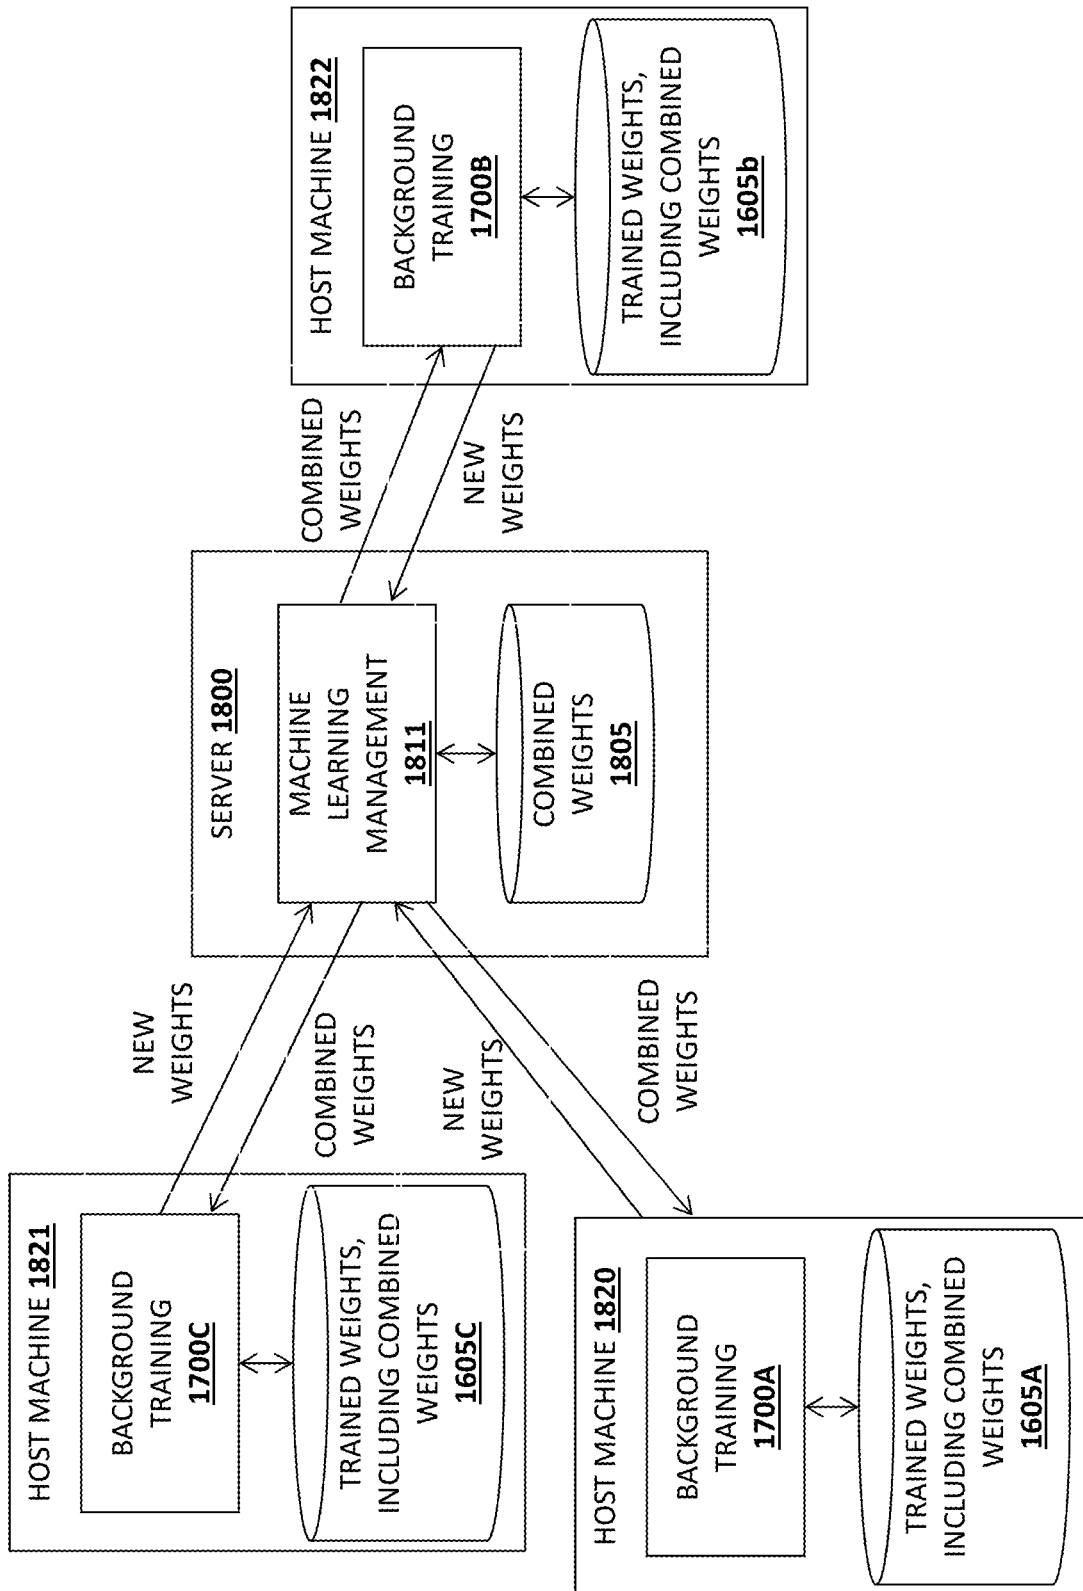 HOST MACHINE 1821
BACKGROUND
TRAINING
1700C
TRAINED WEIGHTS,
INCLUDING COMBINED
WEIGHTS
1605C
HOST MACHINE 1820
BACKGROUND
TRAINING
1700A
TRAINED WEIGHTS,
INCLUDING COMBINED
WEIGHTS
1605A
NEW
WEIGHTS
COMBINED
WEIGHTS
NEW
WEIGHTS
COMBINED
WEIGHTS
SERVER 1800
MACHINE
LEARNING
MANAGEMENT
1811
COMBINED
WEIGHTS
1805
COMBINED
WEIGHTS
NEW
WEIGHTS
HOST MACHINE 1822
BACKGROUND
TRAINING
1700B
TRAINED WEIGHTS,
INCLUDING COMBINED
WEIGHTS
1605b